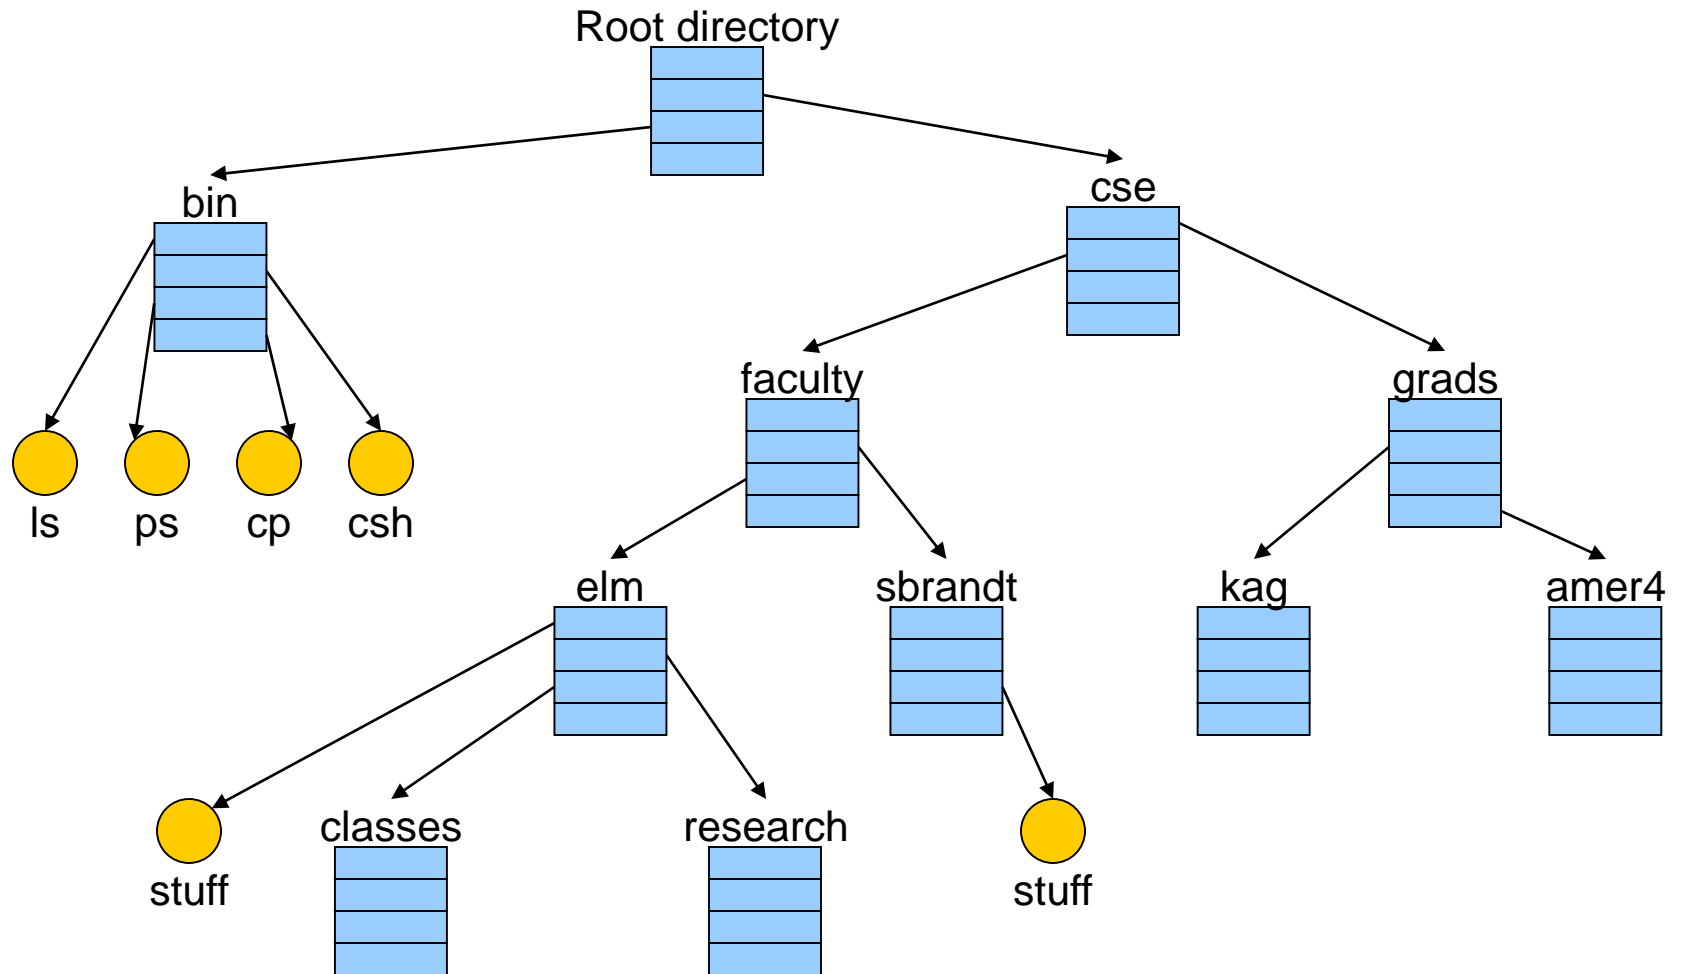 Root directory
bin
cse
faculty
grads
ls
ps
cp
csh
elm
sbrandt
kag
amer4
classes
research
stuff
stuff